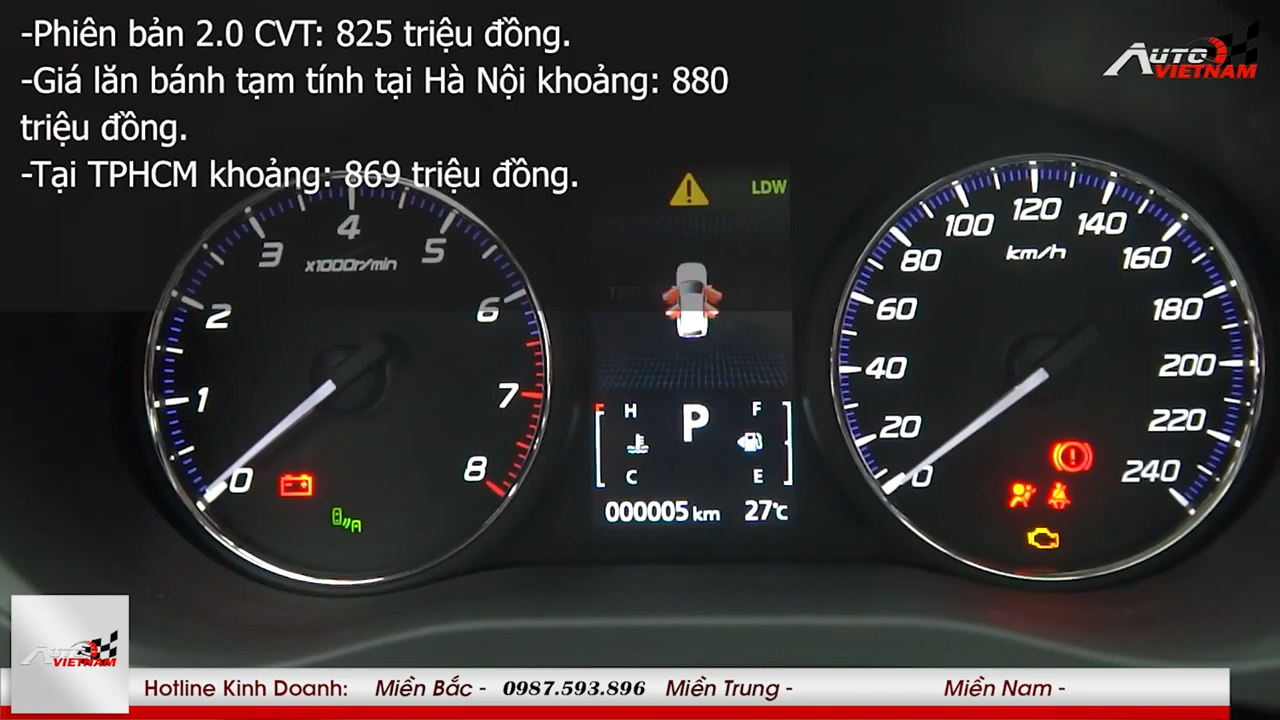 -Phiên bản 2.0 CVT: 825 triệu đồng.
-Giá lăn bánh tạm tính tại Hà Nội khoảng: 880
triệu đồng.
-Tại TPHCM khoảng: 869 triệu đồng.
AUTO
VIETNAM
LDW
0 1 2 3 4 5 6 7 8
x1000r/min
H F
P
C E
000005 km 27°C
0 20 40 60 80 100 120 140 160 180 200 220 240
km/h
AUTO
VIETNAM
Hotline Kinh Doanh: Miền Bắc - 0987.593.896 Miền Trung - Miền Nam -